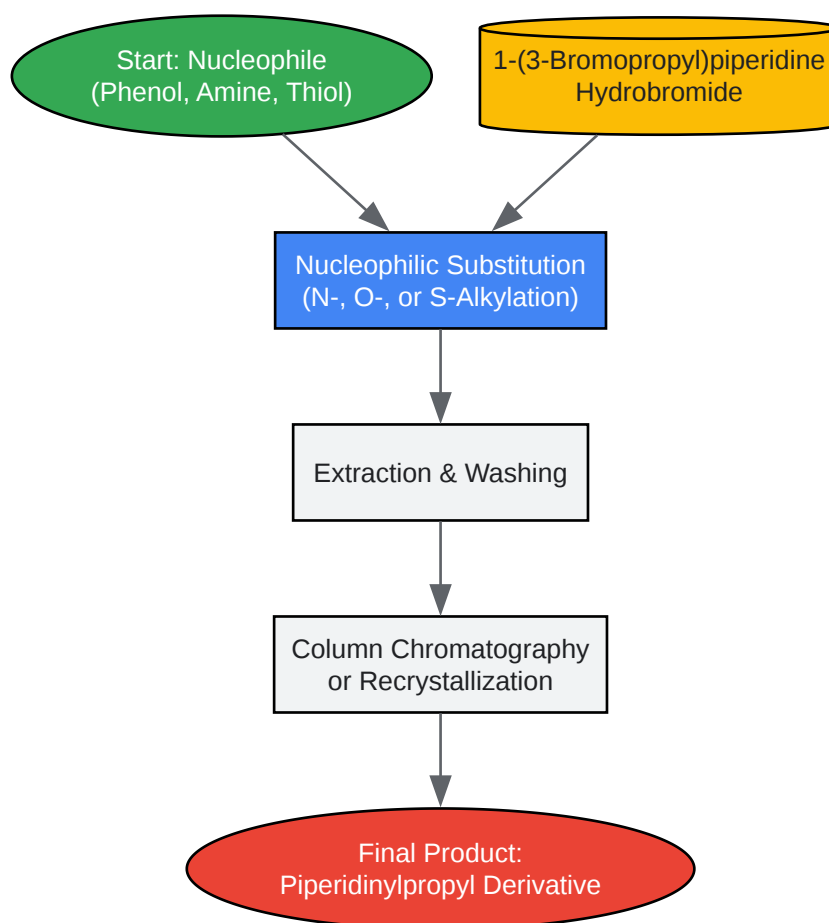 Start: Nucleophile
(Phenol, Amine, Thiol)
1-(3-Bromopropyl)piperidine
Hydrobromide
Nucleophilic Substitution
(N-, O-, or S-Alkylation)
Extraction & Washing
Column Chromatography
or Recrystallization
Final Product:
Piperidinylpropyl Derivative